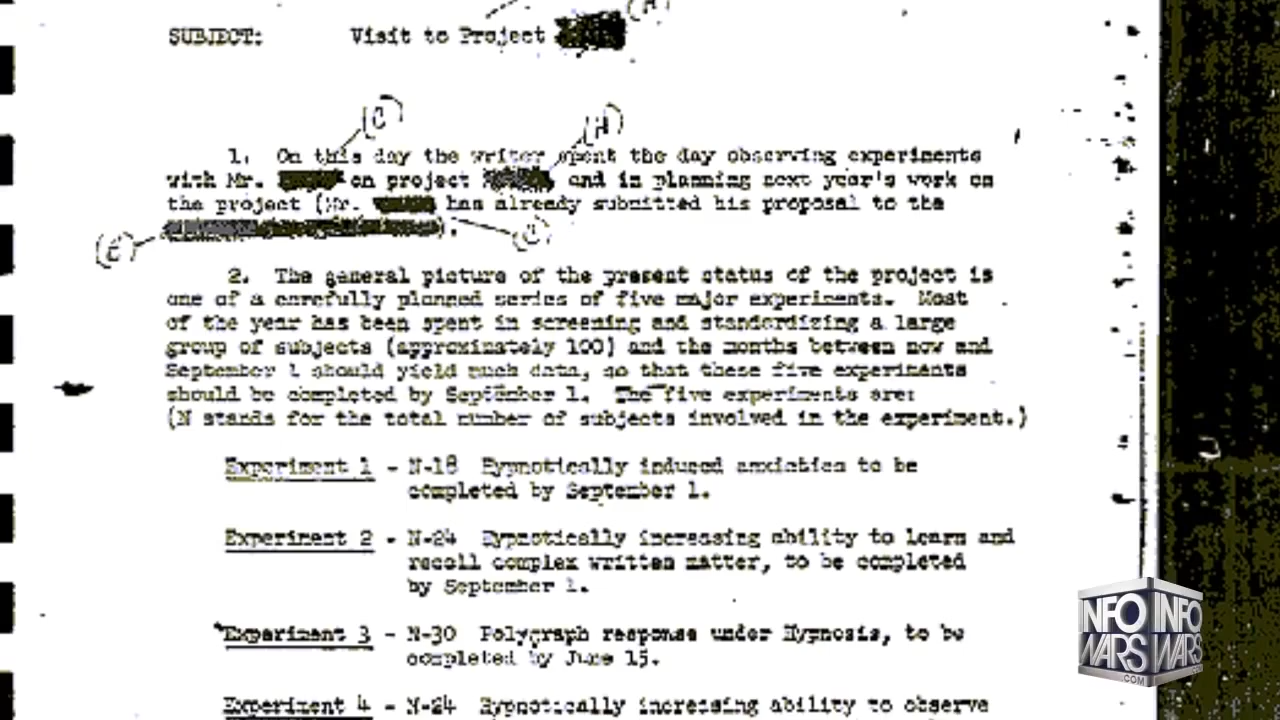 SUBJECT: Visit to Project
(A)
(C)
(H)
1. On this day the writer spent the day observing experiments
with Mr. on project , and in planning next year's work on
the project (Mr. has already submitted his proposal to the
).
(E)
(C)
2. The general picture of the present status of the project is
one of a carefully planned series of five major experiments. Most
of the year has been spent in screening and standardizing a large
group of subjects (approximately 100) and the months between now and
September 1 should yield much data, so that these five experiments
should be completed by September 1. The five experiments are:
(N stands for the total number of subjects involved in the experiment.)
Experiment 1 - N-18 Hypnotically induced anxieties to be
completed by September 1.
Experiment 2 - N-24 Hypnotically increasing ability to learn and
recall complex written matter, to be completed
by September 1.
Experiment 3 - N-30 Polygraph response under Hypnosis, to be
completed by June 15.
Experiment 4 - N-24 Hypnotically increasing ability to observe
INFO INFO
WARS WARS
.COM